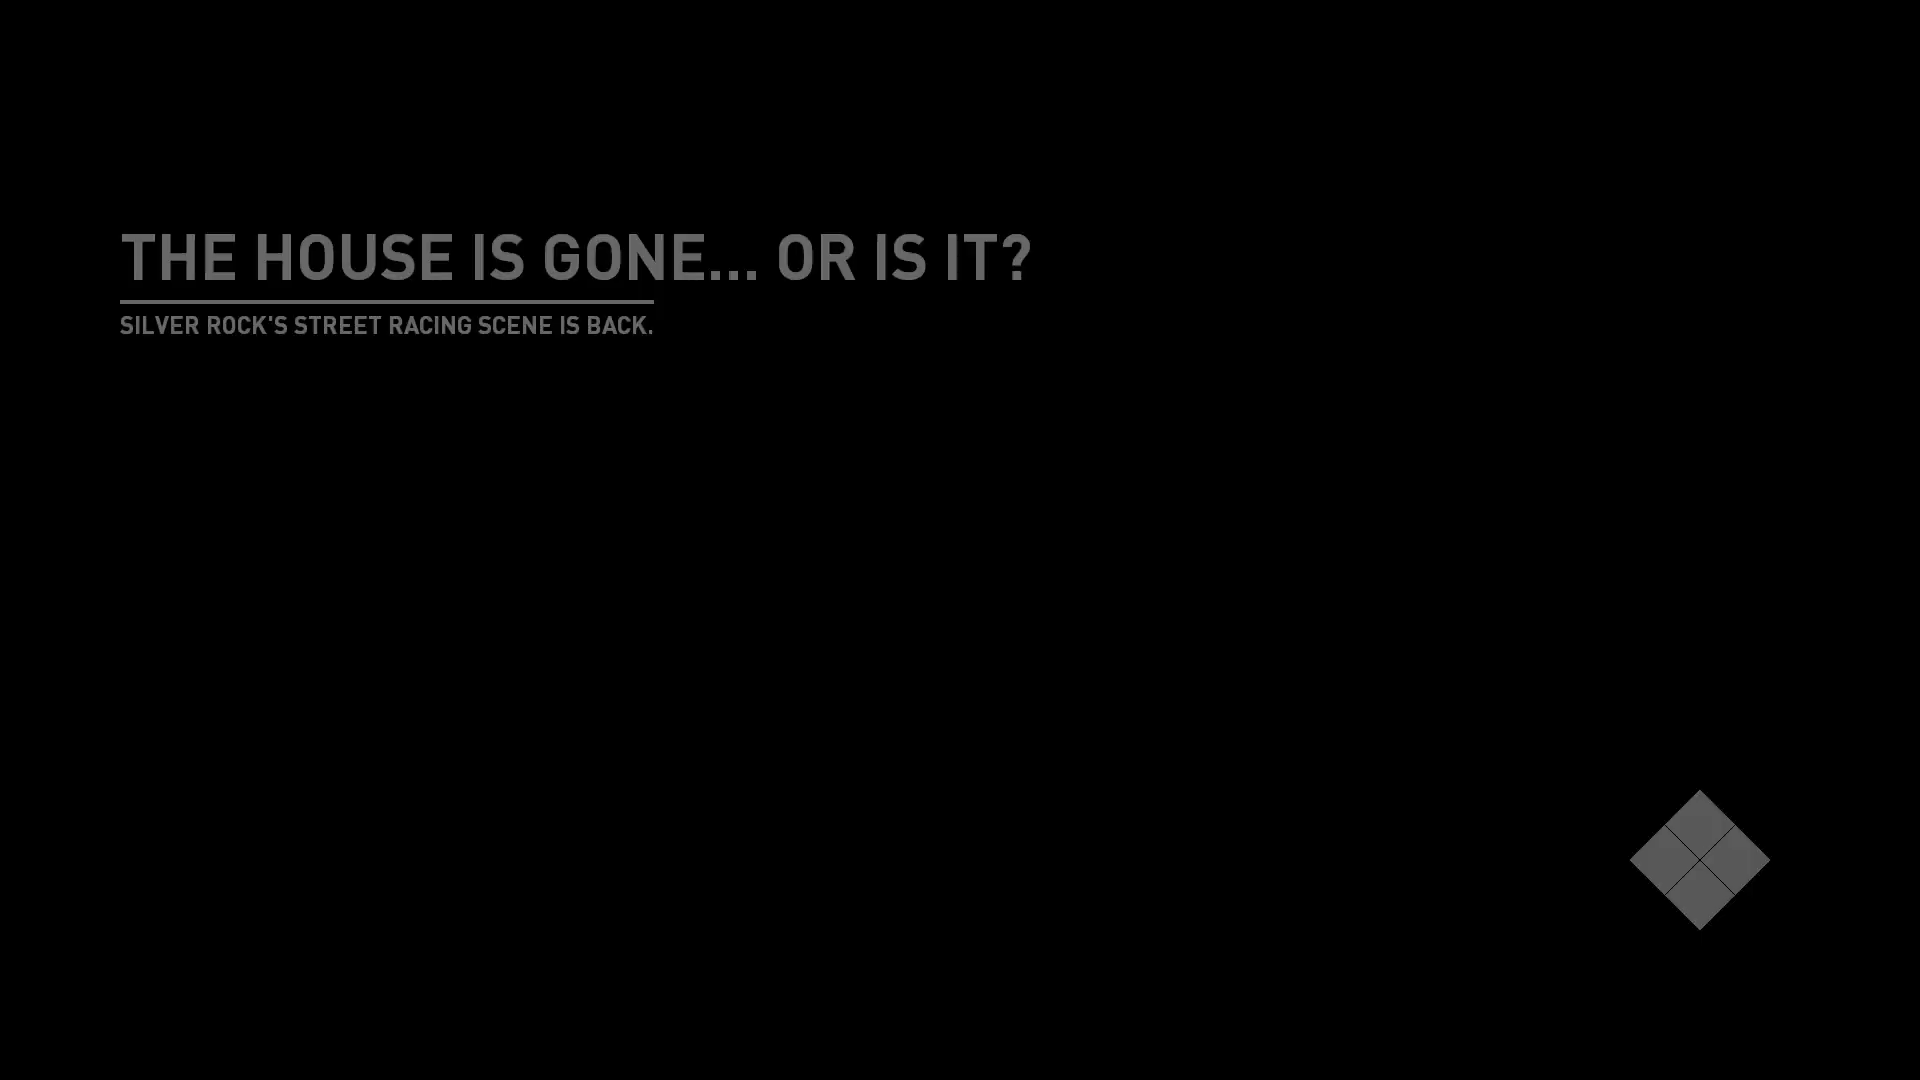 THE HOUSE IS GONE... OR IS IT?
SILVER ROCK'S STREET RACING SCENE IS BACK.